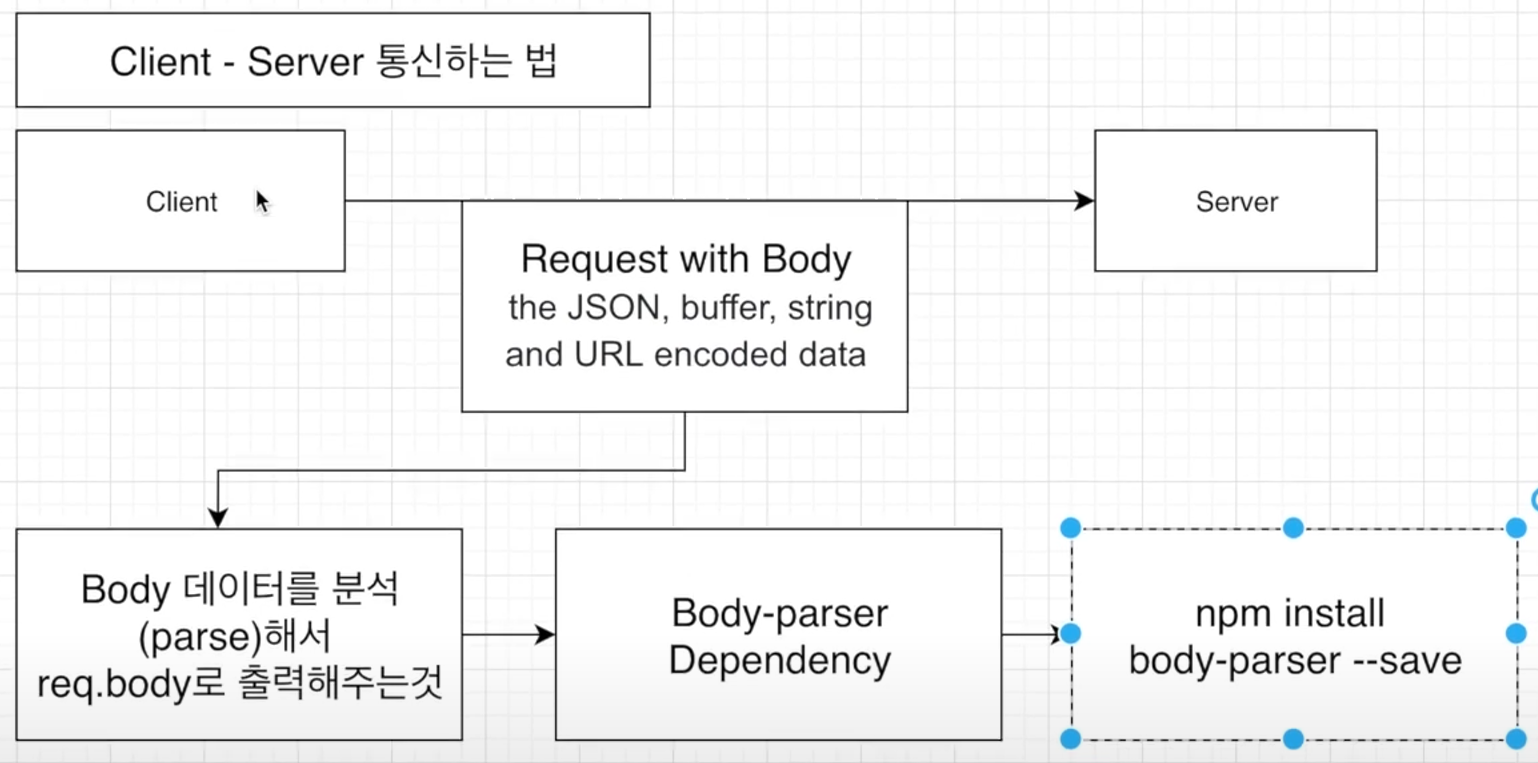 Client - Server 통신하는 법
Client
Server
Request with Body
the JSON, buffer, string
and URL encoded data
Body 데이터를 분석
(parse)해서
req.body로 출력해주는것
Body-parser
Dependency
npm install
body-parser --save